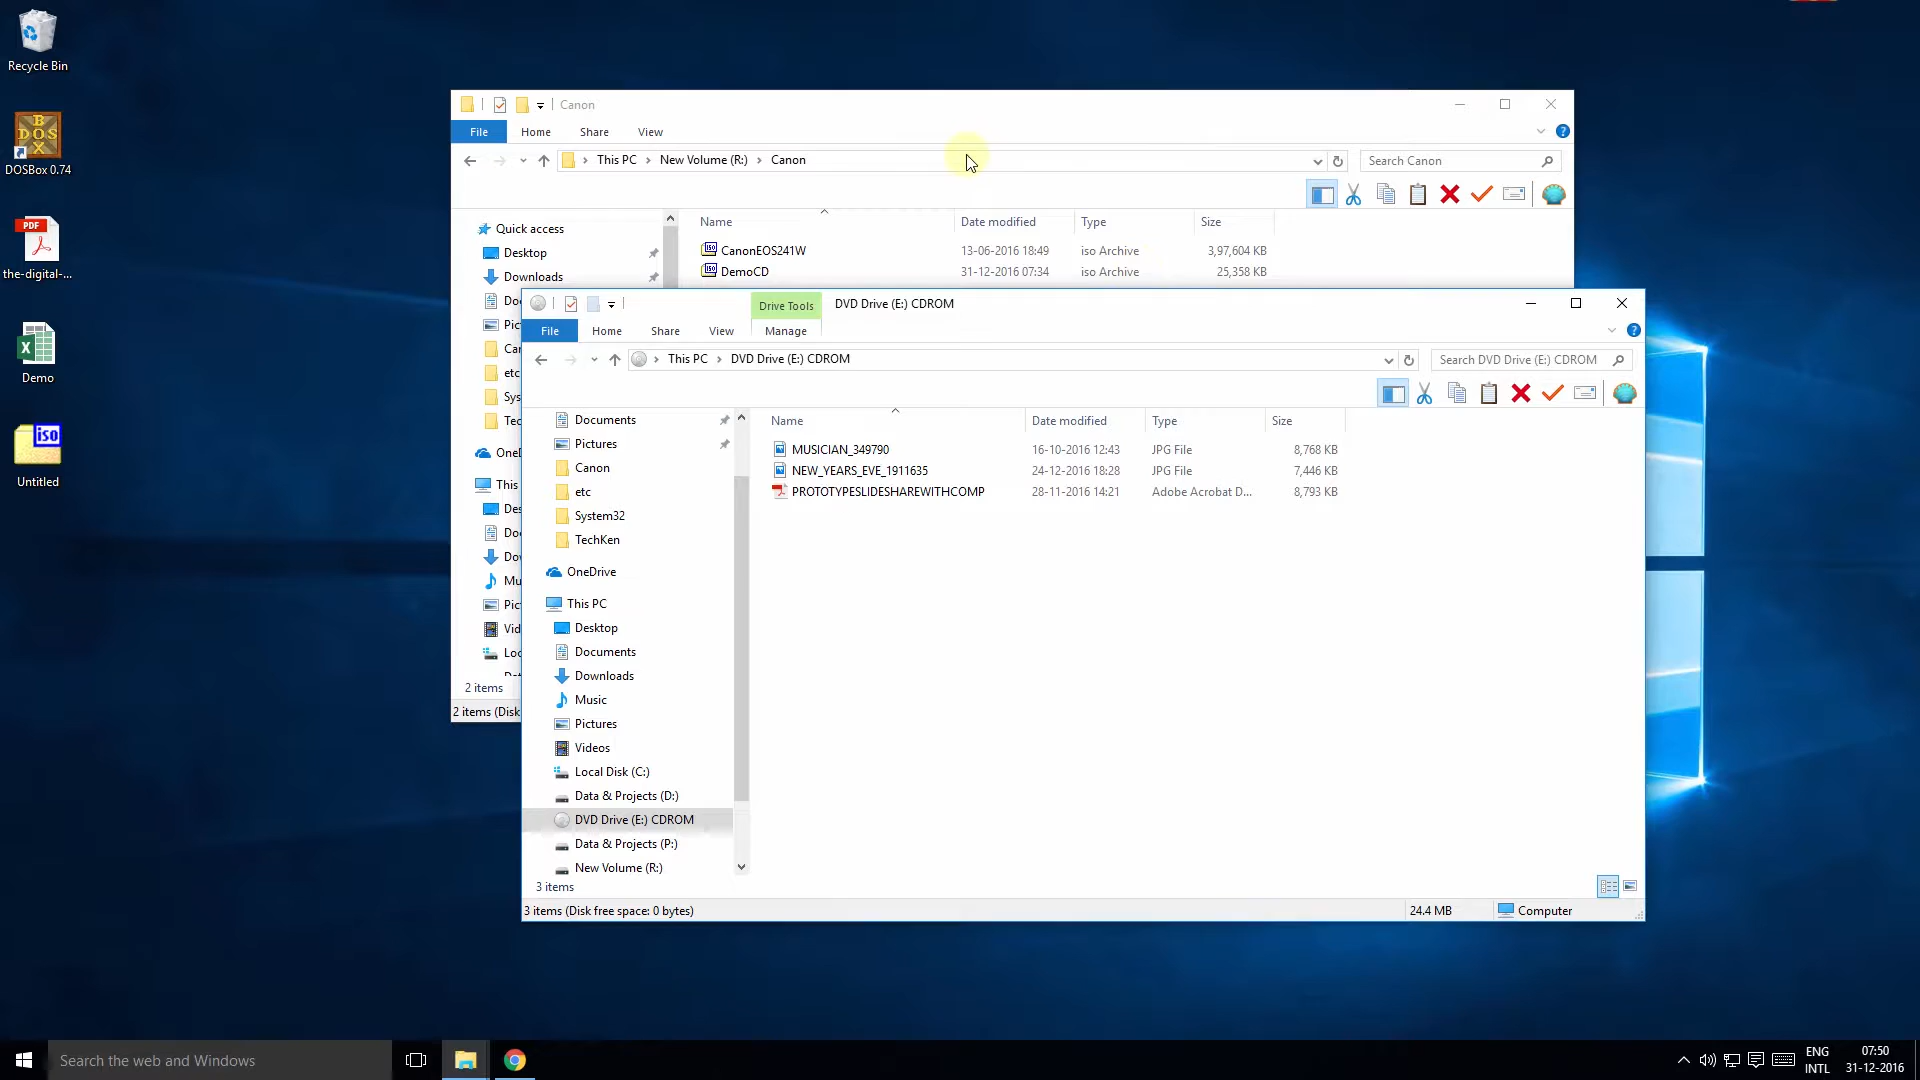 Recycle Bin
DOSBox 0.74
PDF
the-digital-...
Demo
iso
Untitled
Canon
File Home Share View
This PC New Volume (R:) Canon
Search Canon
Quick access
Desktop
Downloads
Name Date modified Type Size
CanonEOS241W 13-06-2016 18:49 iso Archive 3,97,604 KB
DemoCD 31-12-2016 07:34 iso Archive 25,358 KB
etc
This
2 items
2 items (Disk
Drive Tools DVD Drive (E:) CDROM
File Home Share View Manage
This PC DVD Drive (E:) CDROM
Search DVD Drive (E:) CDROM
Documents
Pictures
Canon
etc
System32
TechKen
OneDrive
This PC
Desktop
Documents
Downloads
Music
Pictures
Videos
Local Disk (C:)
Data & Projects (D:)
DVD Drive (E:) CDROM
Data & Projects (P:)
New Volume (R:)
Name Date modified Type Size
MUSICIAN_349790 16-10-2016 12:43 JPG File 8,768 KB
NEW_YEARS_EVE_1911635 24-12-2016 18:28 JPG File 7,446 KB
PROTOTYPESLIDESHAREWITHCOMP 28-11-2016 14:21 Adobe Acrobat D... 8,793 KB
3 items
3 items (Disk free space: 0 bytes) 24.4 MB Computer
Search the web and Windows
ENG
INTL
07:50
31-12-2016